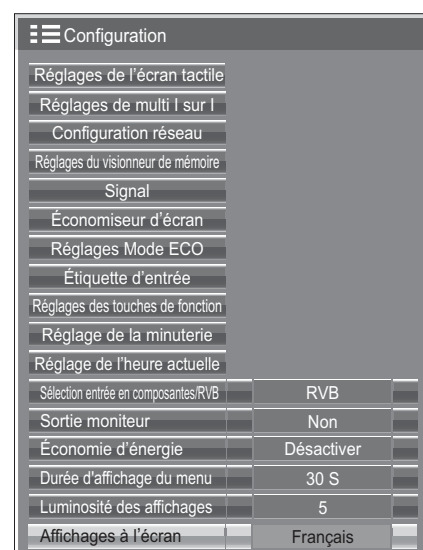 Configuration
Réglages de l'écran tactile
Réglages de multi I sur I
Configuration réseau
Réglages du visionneur de mémoire
Signal
Économiseur d'écran
Réglages Mode ECO
Étiquette d'entrée
Réglages des touches de fonction
Réglage de la minuterie
Réglage de l'heure actuelle
Sélection entrée en composantes/RVB RVB
Sortie moniteur Non
Économie d'énergie Désactiver
Durée d'affichage du menu 30 S
Luminosité des affichages 5
Affichages à l'écran Français